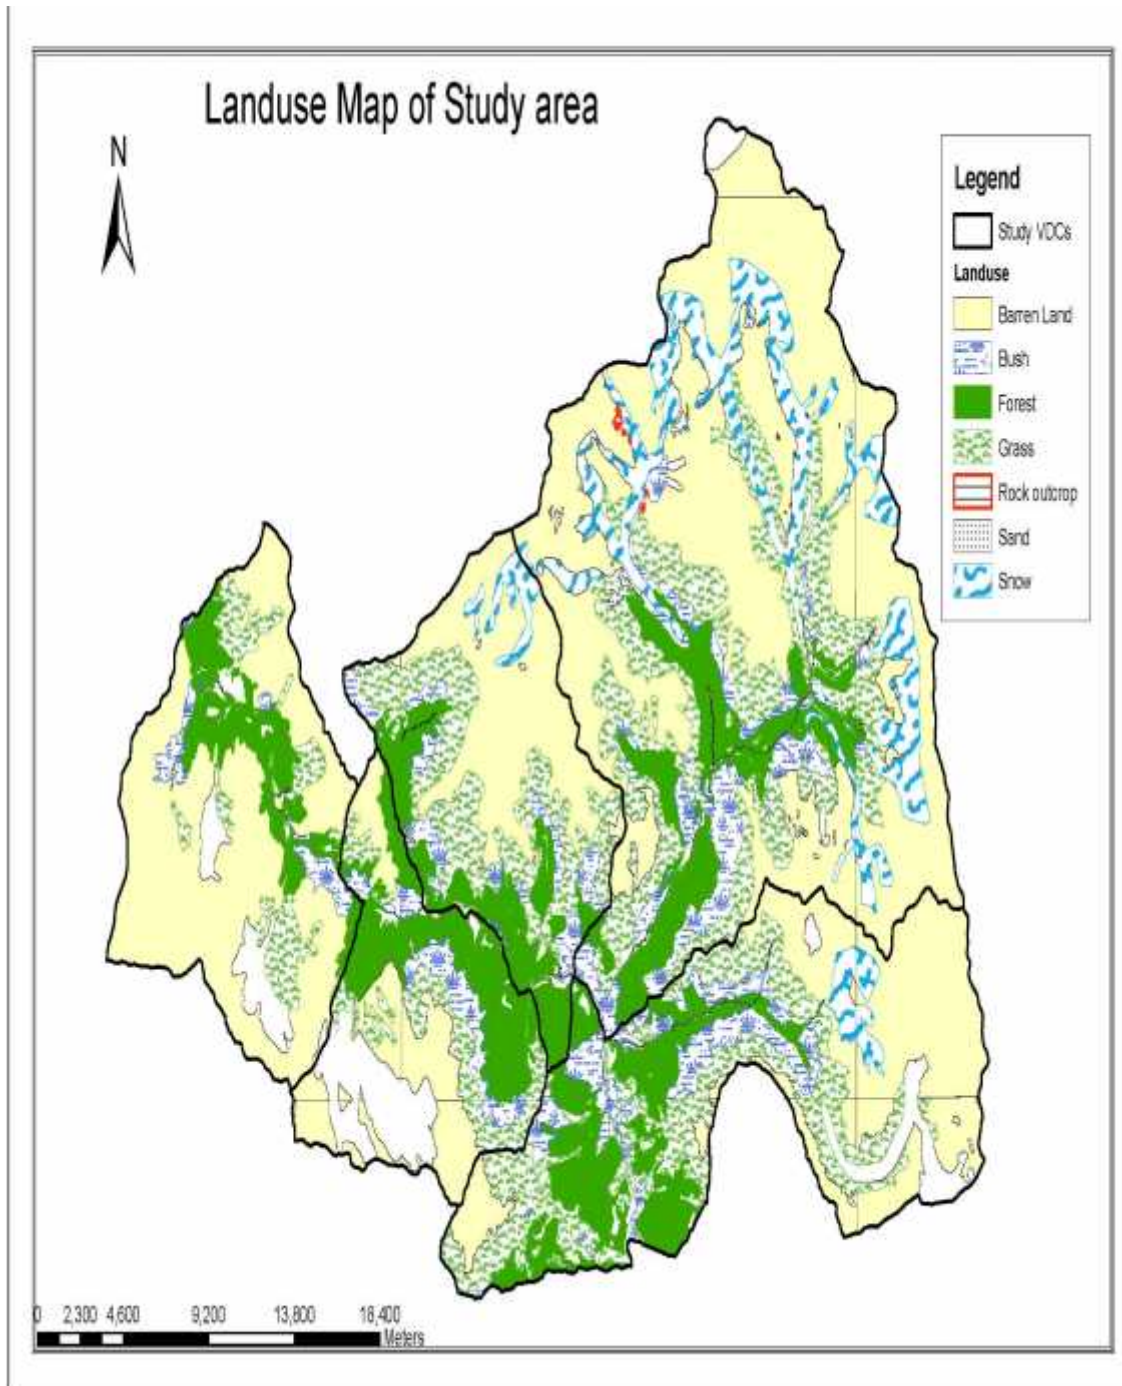 Landuse Map of Study area
N
Legend
Study VDCs
Landuse
Barren Land
Bush
Forest
Grass
Rock outcrop
Sand
Snow
0 2,300 4,600 9,200 13,800 18,400
Meters